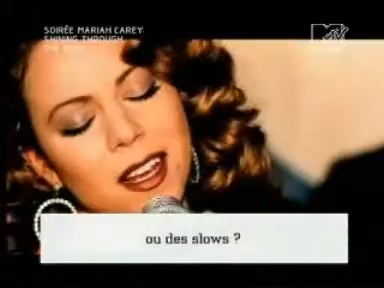 SOIRÉE MARIAH CAREY:
SHINING THROUGH
MTV
ou des slows ?